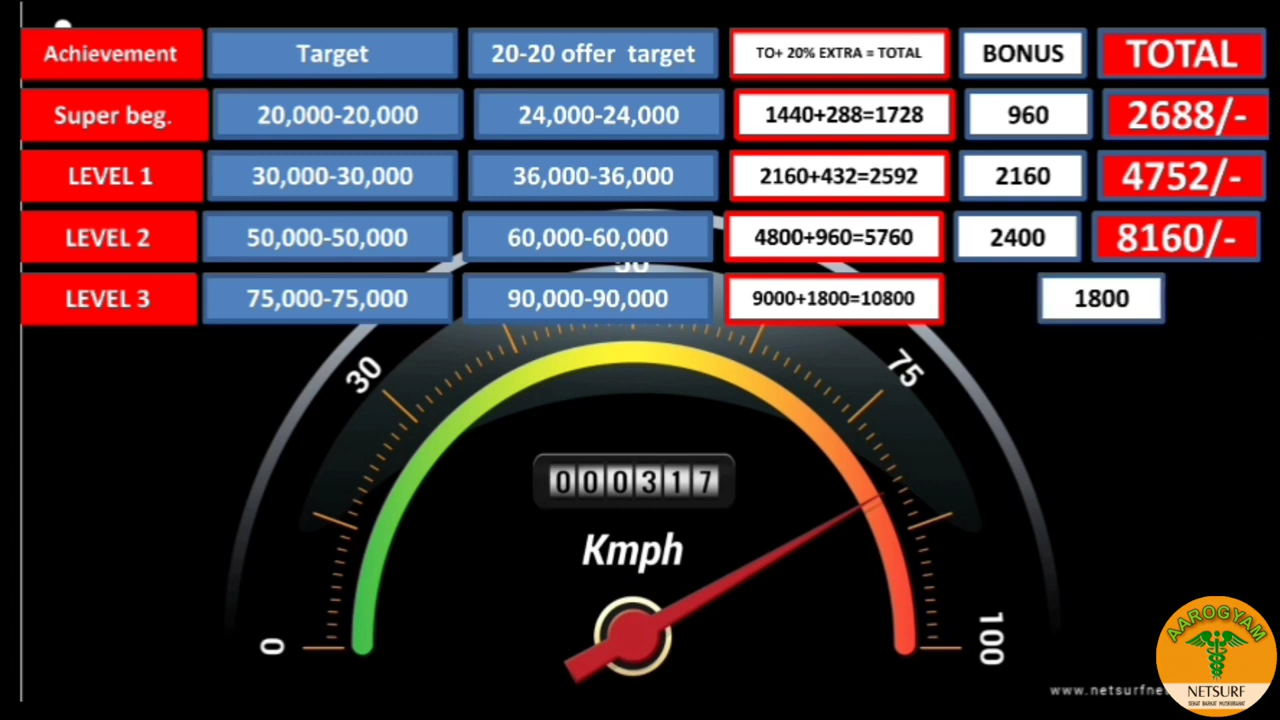 Achievement Target 20-20 offer target TO+ 20% EXTRA = TOTAL BONUS TOTAL
Super beg. 20,000-20,000 24,000-24,000 1440+288=1728 960 2688/-
LEVEL 1 30,000-30,000 36,000-36,000 2160+432=2592 2160 4752/-
LEVEL 2 50,000-50,000 60,000-60,000 4800+960=5760 2400 8160/-
LEVEL 3 75,000-75,000 90,000-90,000 9000+1800=10800 1800
30 75
000317
Kmph
0 100
AAROGYAM
NETSURF
www.netsurfne